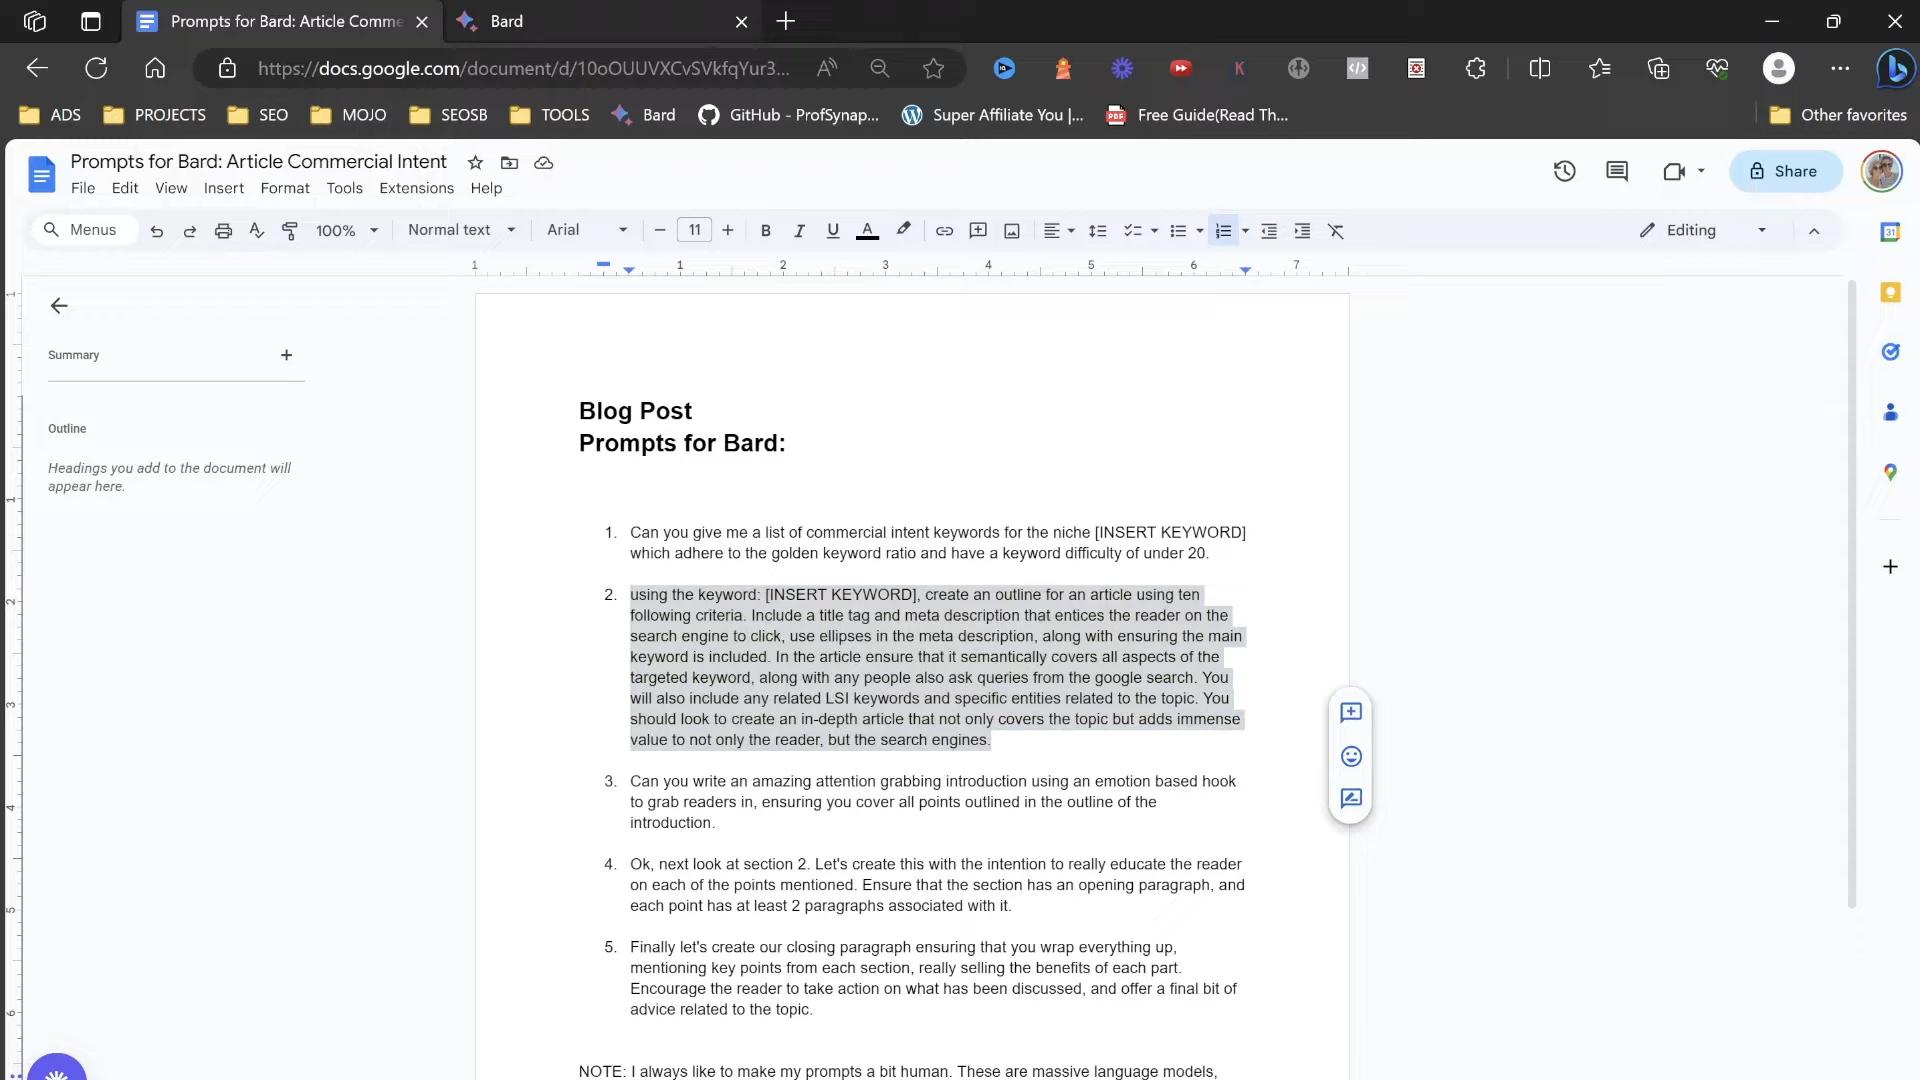 Prompts for Bard: Article Comme
Bard
https://docs.google.com/document/d/10oOUUVXCvSVkfqYur3...
ADS
PROJECTS
SEO
MOJO
SEOSB
TOOLS
Bard
GitHub - ProfSynap...
Super Affiliate You |...
Free Guide(Read Th...
Other favorites
Prompts for Bard: Article Commercial Intent
File Edit View Insert Format Tools Extensions Help
Share
Menus
100%
Normal text
Arial
11
Editing
1 1 2 3 4 5 6 7
Summary
Outline
Headings you add to the document will
appear here.
Blog Post
Prompts for Bard:
1. Can you give me a list of commercial intent keywords for the niche [INSERT KEYWORD]
which adhere to the golden keyword ratio and have a keyword difficulty of under 20.
2. using the keyword: [INSERT KEYWORD], create an outline for an article using ten
following criteria. Include a title tag and meta description that entices the reader on the
search engine to click, use ellipses in the meta description, along with ensuring the main
keyword is included. In the article ensure that it semantically covers all aspects of the
targeted keyword, along with any people also ask queries from the google search. You
will also include any related LSI keywords and specific entities related to the topic. You
should look to create an in-depth article that not only covers the topic but adds immense
value to not only the reader, but the search engines.
3. Can you write an amazing attention grabbing introduction using an emotion based hook
to grab readers in, ensuring you cover all points outlined in the outline of the
introduction.
4. Ok, next look at section 2. Let's create this with the intention to really educate the reader
on each of the points mentioned. Ensure that the section has an opening paragraph, and
each point has at least 2 paragraphs associated with it.
5. Finally let's create our closing paragraph ensuring that you wrap everything up,
mentioning key points from each section, really selling the benefits of each part.
Encourage the reader to take action on what has been discussed, and offer a final bit of
advice related to the topic.
NOTE: I always like to make my prompts a bit human. These are massive language models,